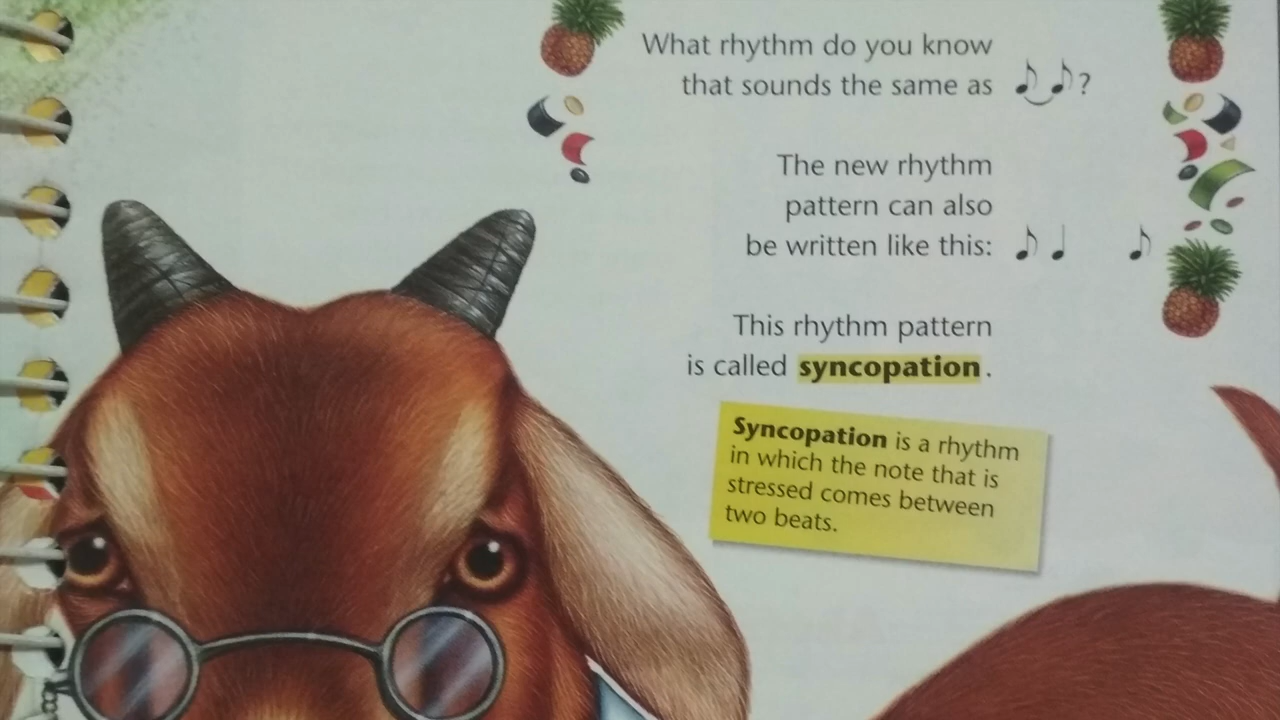 What rhythm do you know
that sounds the same as ♪‿♪?
The new rhythm
pattern can also
be written like this: ♪ ♩ ♪
This rhythm pattern
is called syncopation.
Syncopation is a rhythm
in which the note that is
stressed comes between
two beats.